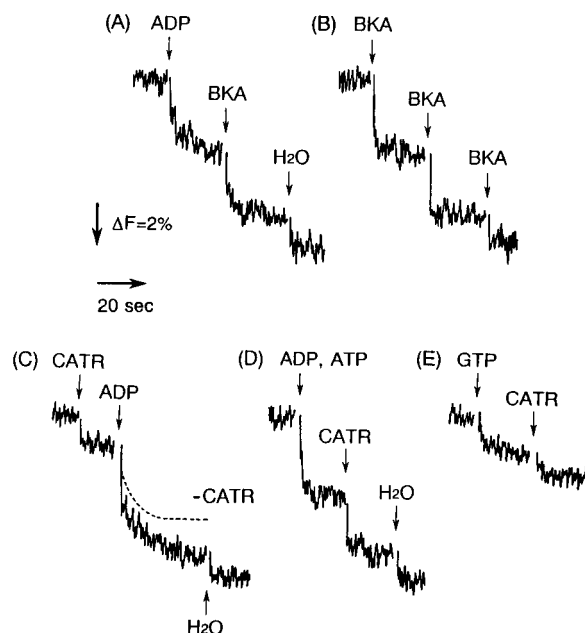 (A) ADP
BKA
H2O
(B) BKA
BKA
BKA
ΔF=2%
20 sec
(C) CATR
ADP
-CATR
H2O
(D) ADP, ATP
CATR
H2O
(E) GTP
CATR